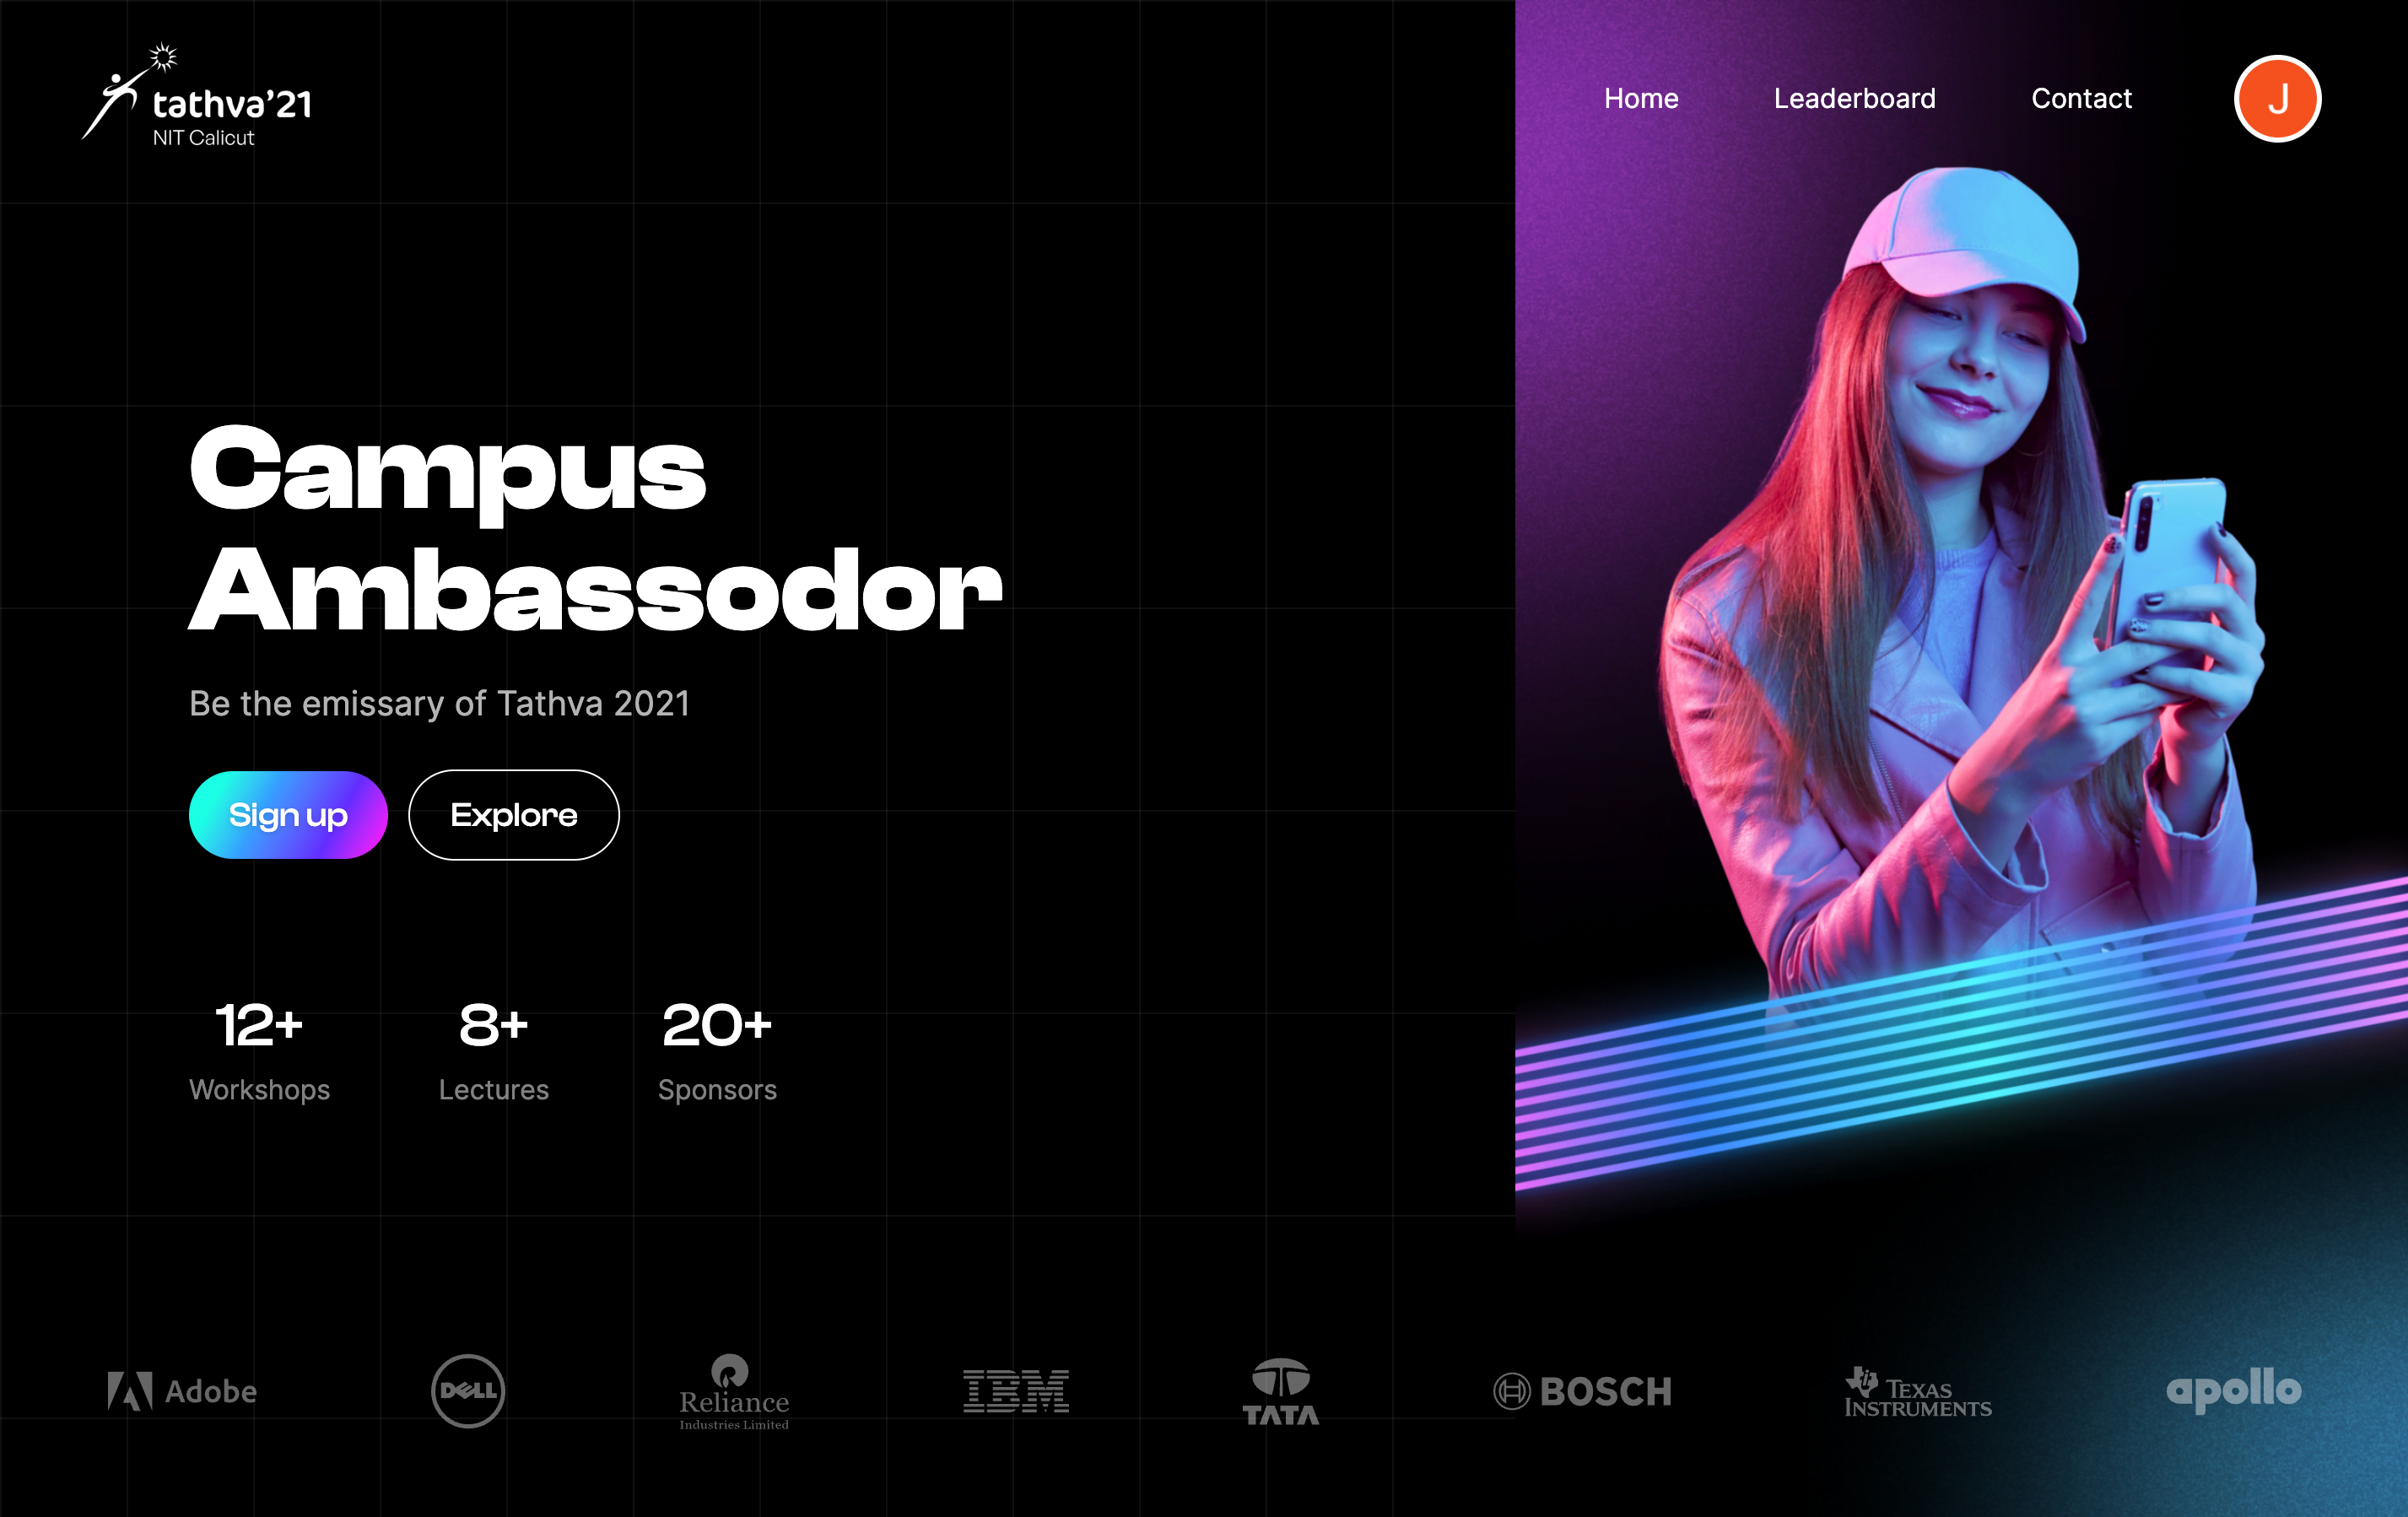 tathva'21
NIT Calicut
Home
Leaderboard
Contact
J
Campus
Ambassodor
Be the emissary of Tathva 2021
Sign up
Explore
12+
Workshops
8+
Lectures
20+
Sponsors
Adobe
DELL
Reliance
Industries Limited
IBM
TATA
BOSCH
TEXAS
INSTRUMENTS
apollo